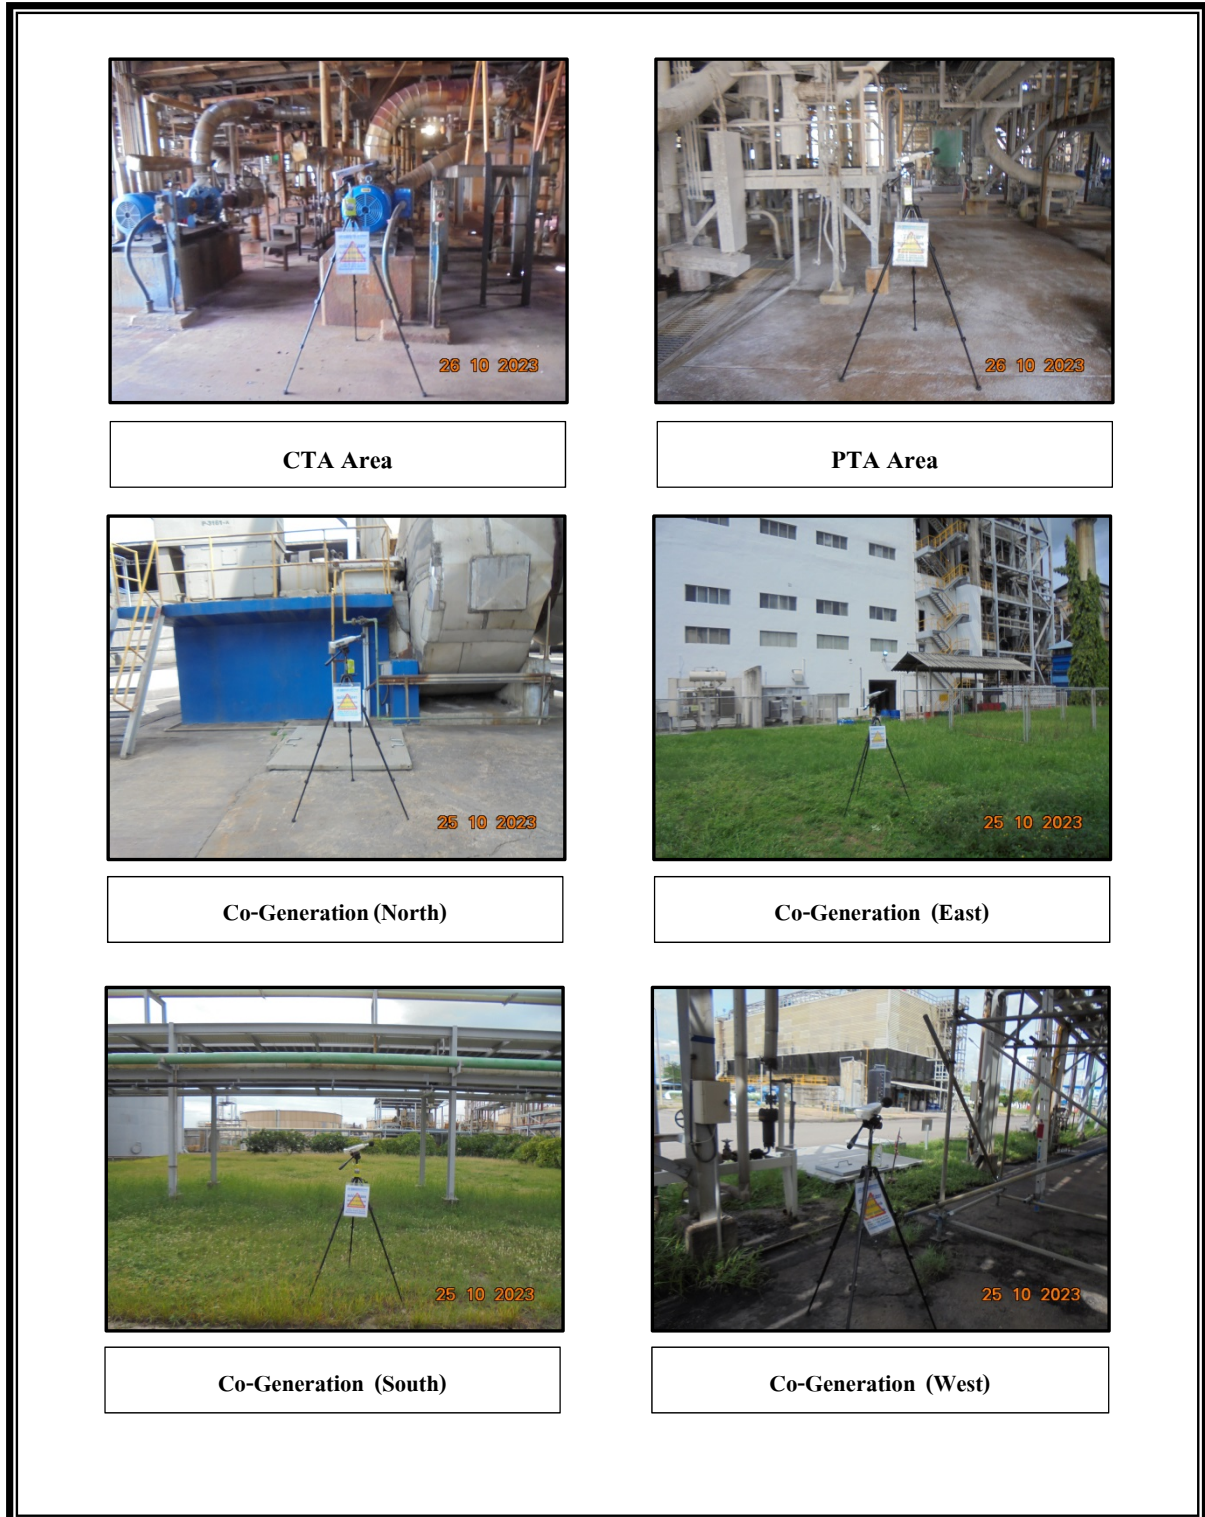 26 10 2023
26 10 2023
CTA Area
PTA Area
P-3101-A
25 10 2023
25 10 2023
Co-Generation (North)
Co-Generation (East)
25 10 2023
25 10 2023
Co-Generation (South)
Co-Generation (West)